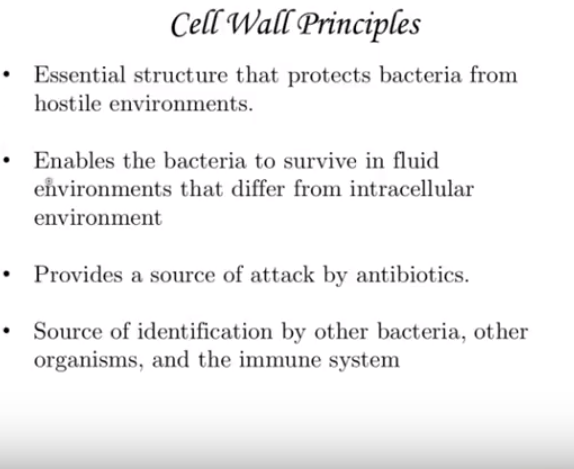 Cell Wall Principles
• Essential structure that protects bacteria from
hostile environments.
• Enables the bacteria to survive in fluid
environments that differ from intracellular
environment
• Provides a source of attack by antibiotics.
• Source of identification by other bacteria, other
organisms, and the immune system